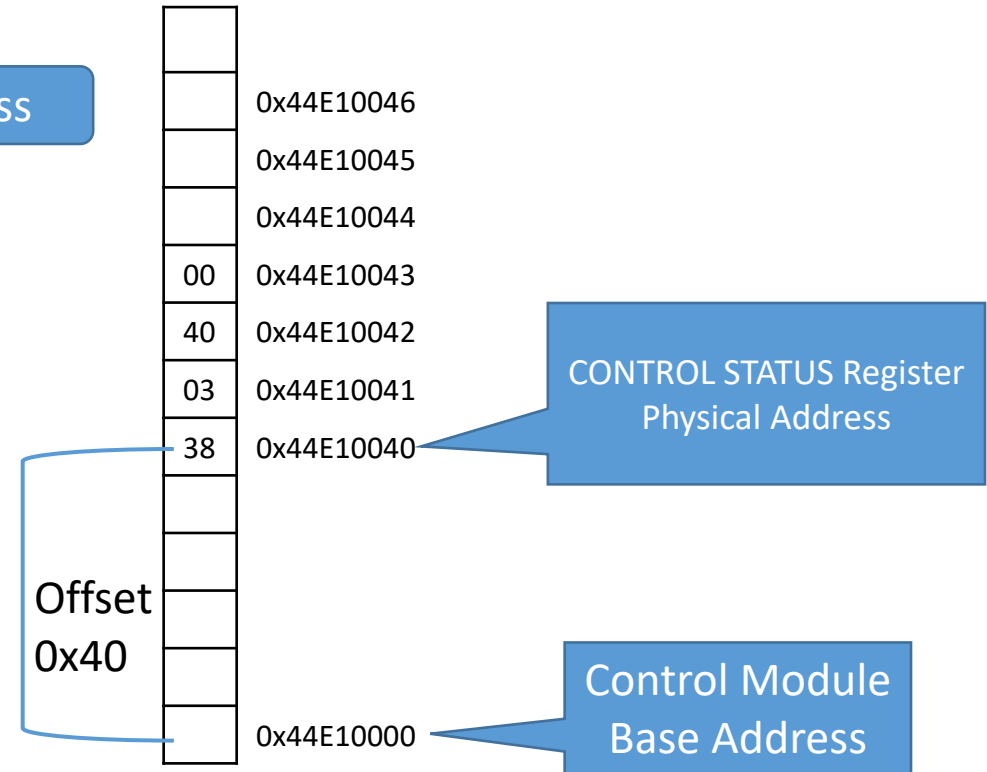 ss
0x44E10046
0x44E10045
0x44E10044
00 0x44E10043
40 0x44E10042
03 0x44E10041
38 0x44E10040
CONTROL STATUS Register
Physical Address
Offset
0x40
0x44E10000
Control Module
Base Address